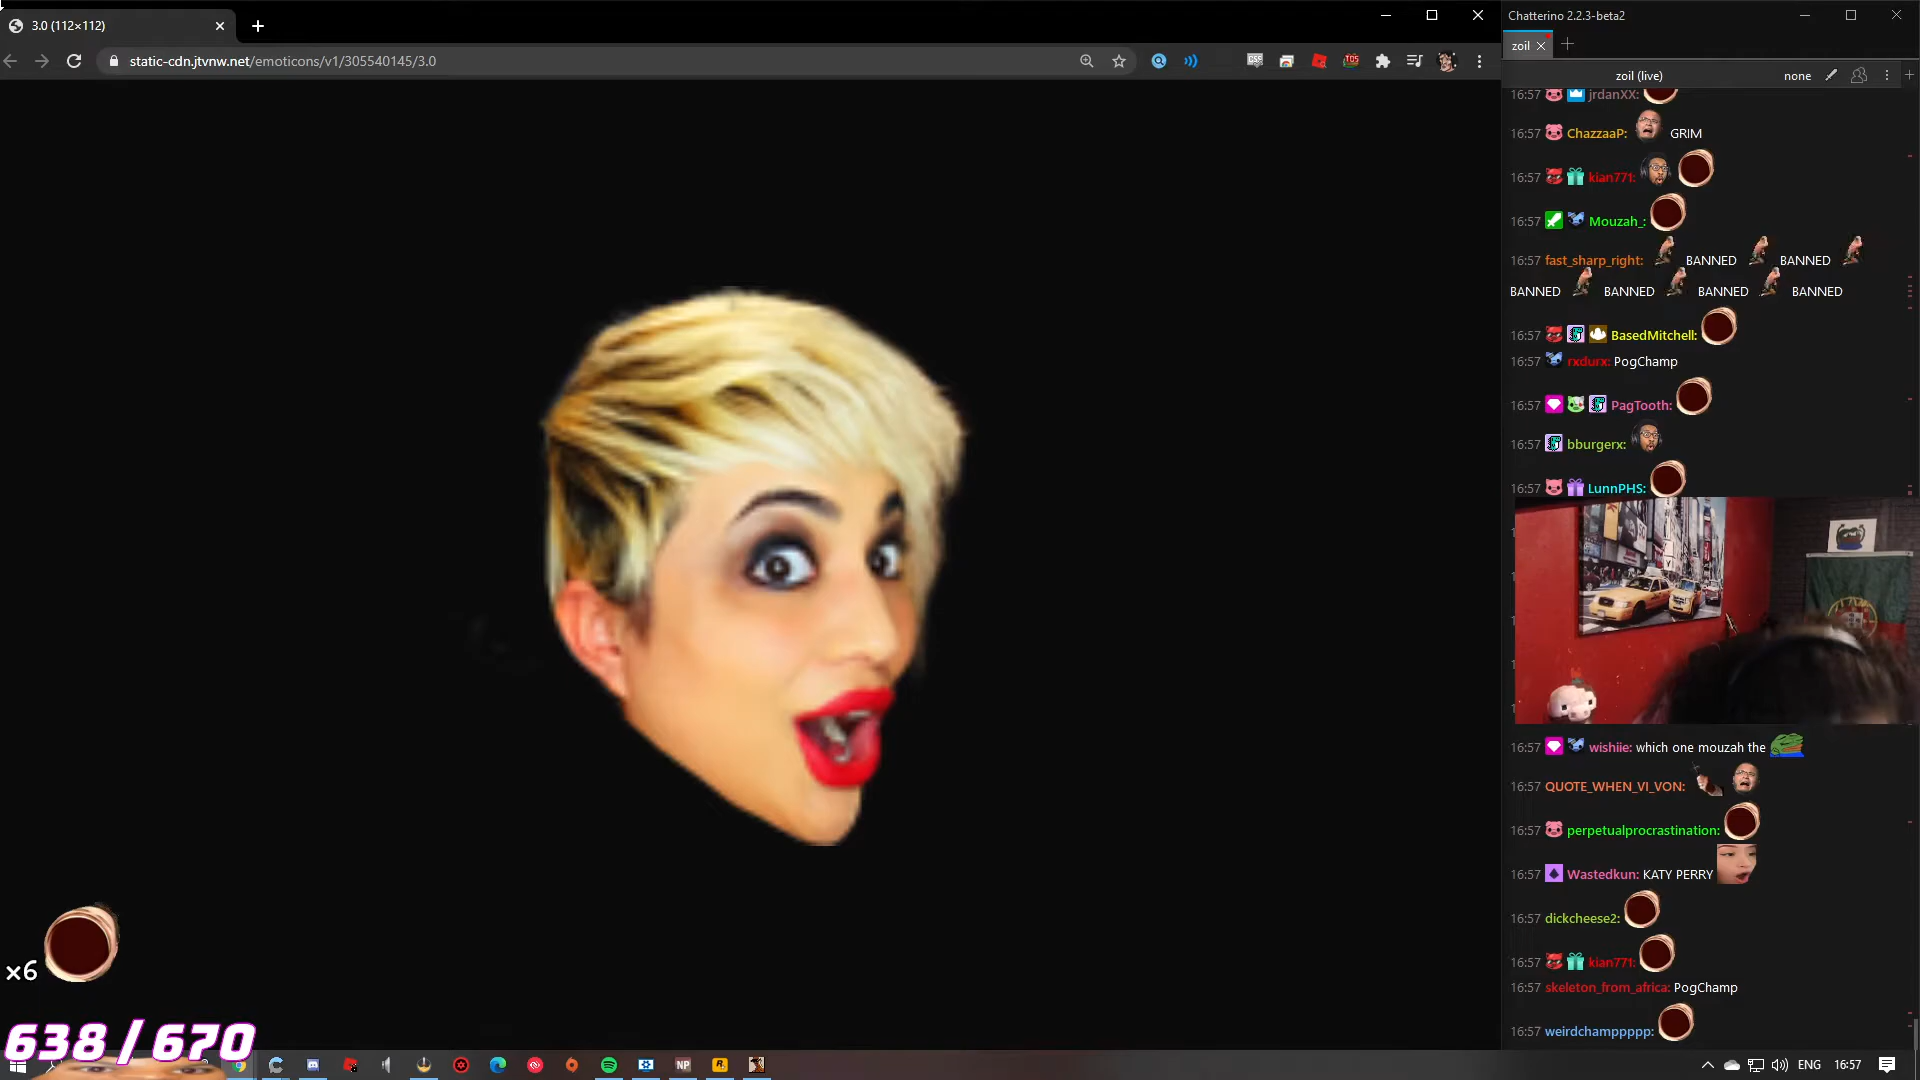 3.0 (112×112)
static-cdn.jtvnw.net/emoticons/v1/305540145/3.0
Chatterino 2.2.3-beta2
zoil
zoil (live)
none
16:57 jrdanXX:
16:57 ChazzaaP: GRIM
16:57 kian771:
16:57 Mouzah_:
16:57 fast_sharp_right: BANNED BANNED
BANNED BANNED BANNED BANNED
16:57 BasedMitchell:
16:57 rxdurx: PogChamp
16:57 PagTooth:
16:57 bburgerx:
16:57 LunnPHS:
16:57 wishiie: which one mouzah the
QUOTE_WHEN_VI_VON:
16:57 perpetualprocrastination:
16:57 Wastedkun: KATY PERRY
16:57 dickcheese2:
16:57 kian771:
16:57 skeleton_from_africa: PogChamp
16:57 weirdchamppppp:
×6
638/670
NP
ENG
16:57